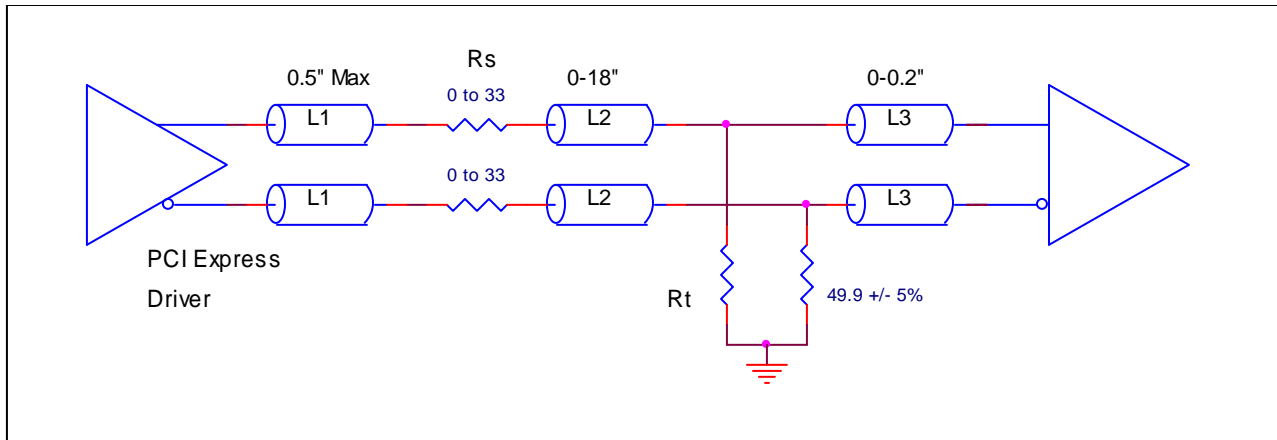 Rs
0.5" Max
0-18"
0-0.2"
0 to 33
L1
L2
L3
0 to 33
L1
L2
L3
PCI Express
Driver
Rt
49.9 +/- 5%